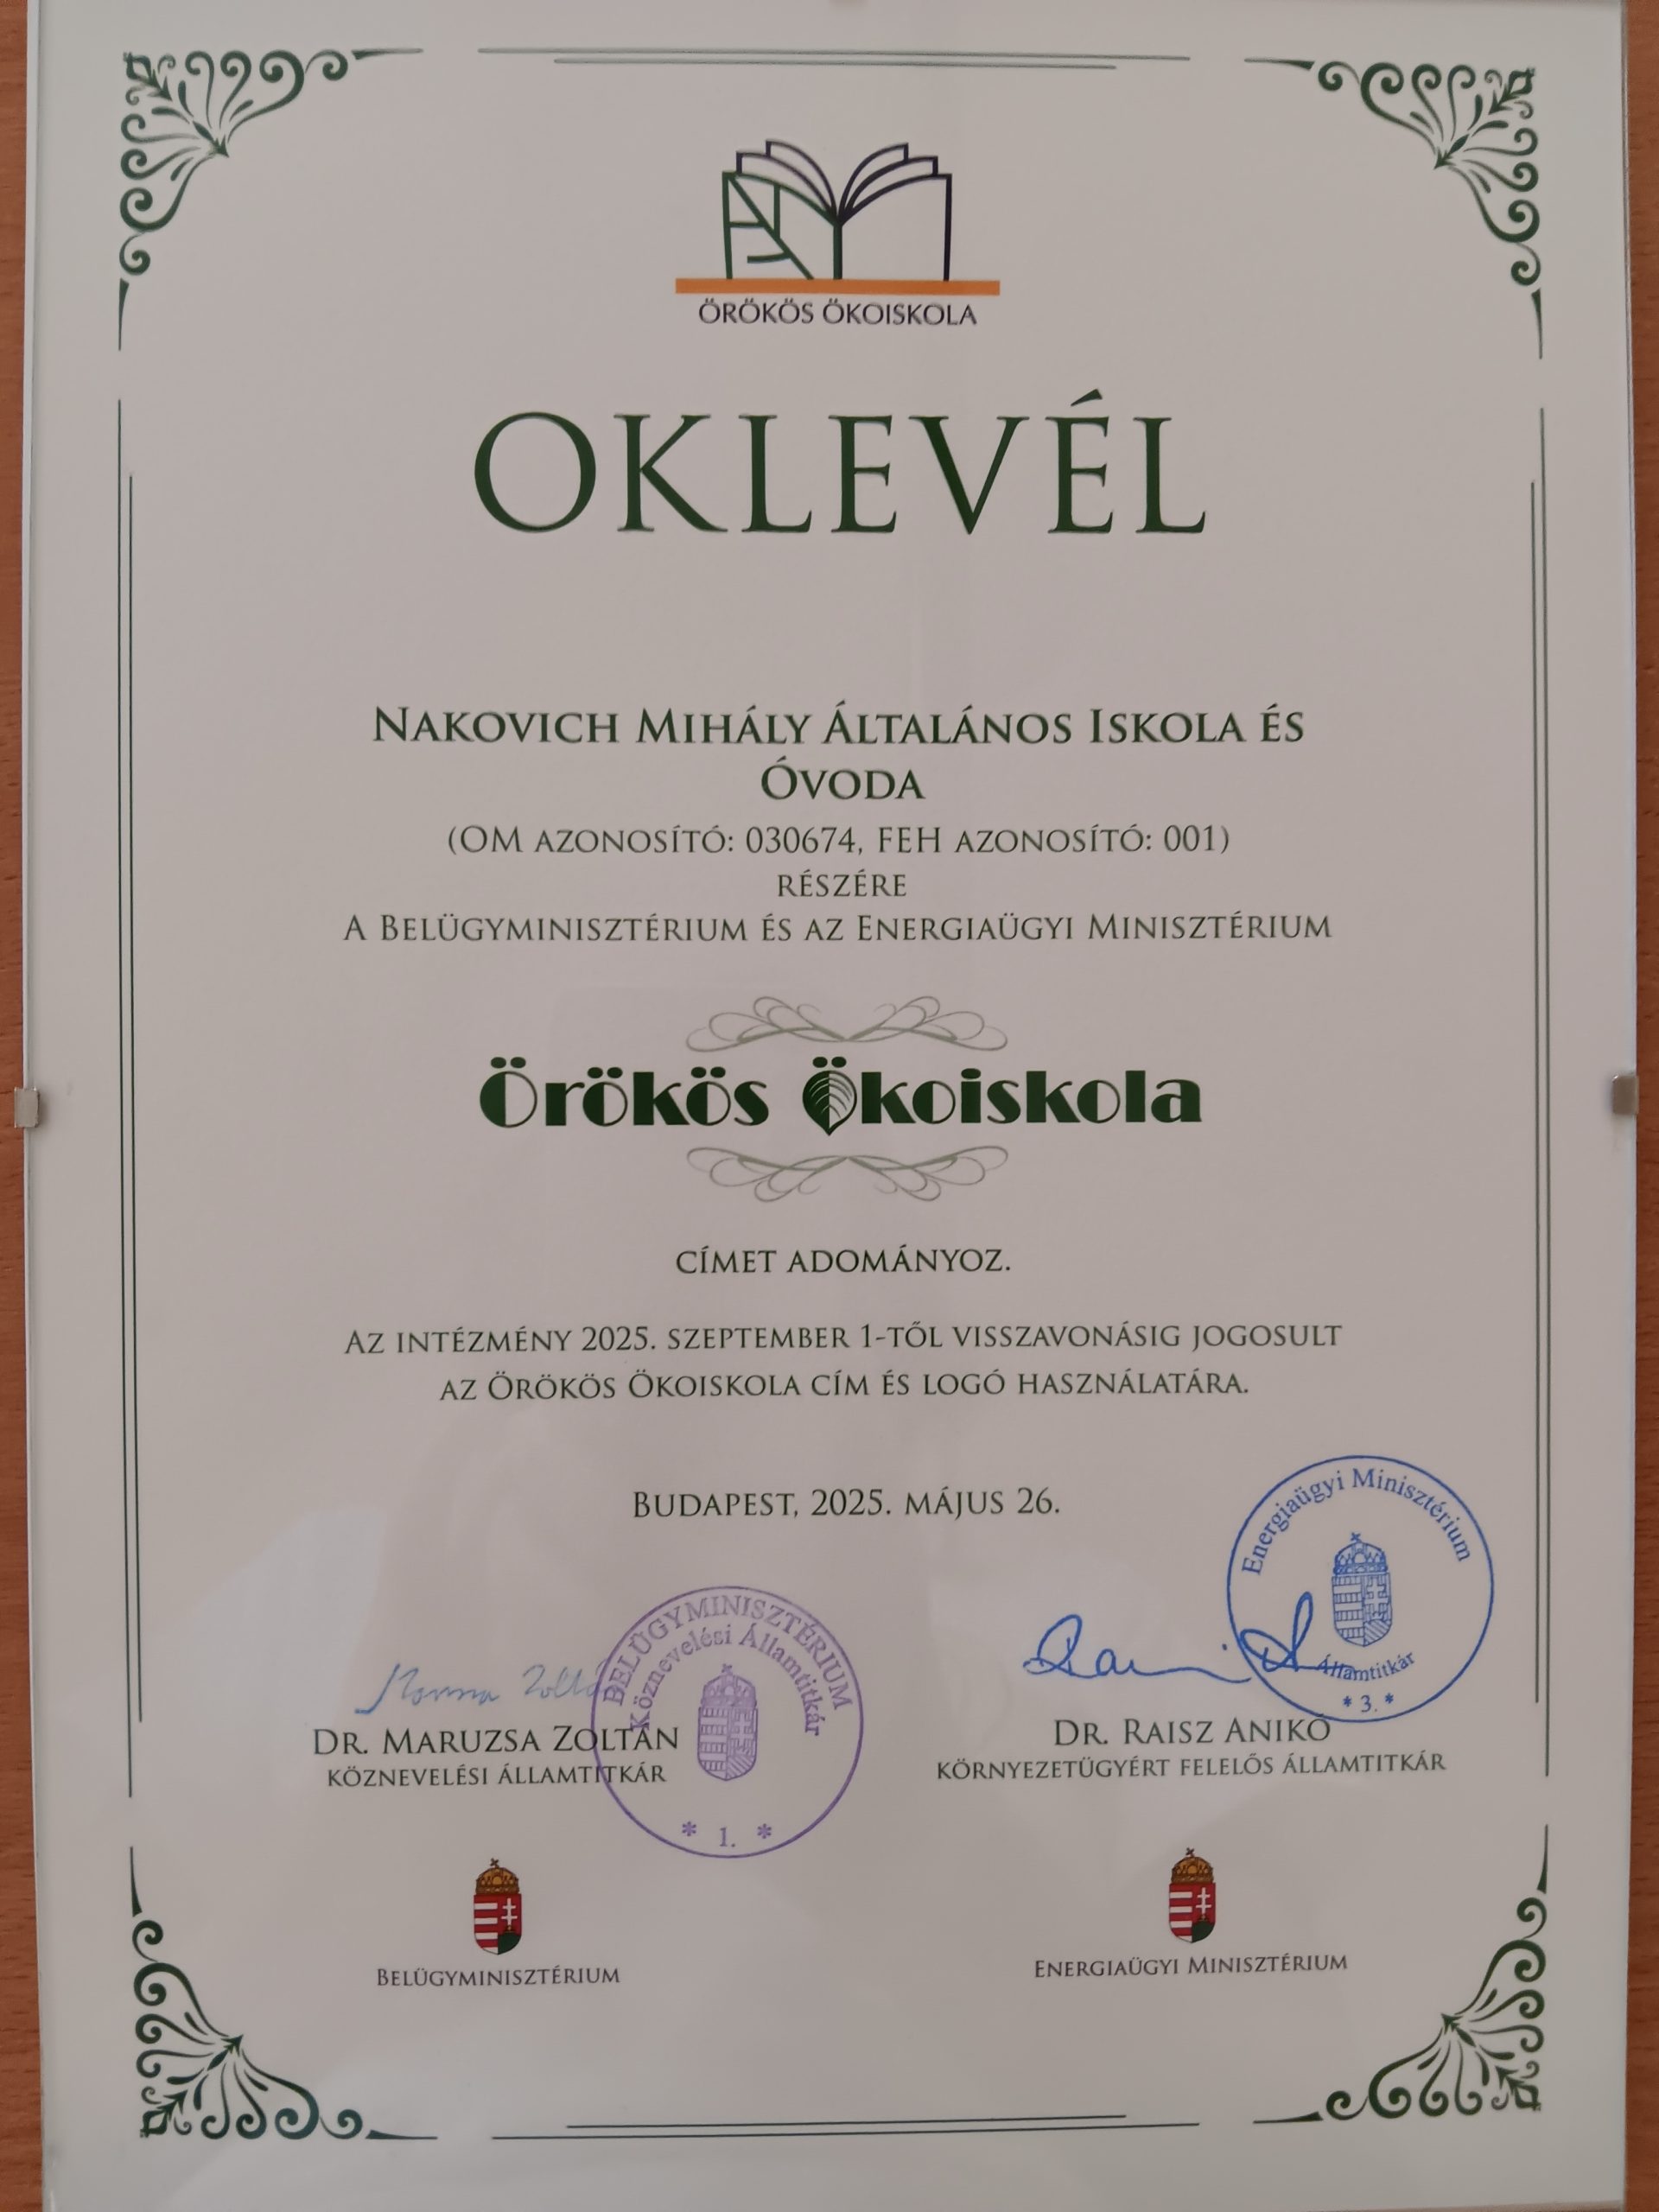 ÖRÖKÖS ÖKOISKOLA
OKLEVÉL
NAKOVICH MIHÁLY ÁLTALÁNOS ISKOLA ÉS
ÓVODA
(OM AZONOSÍTÓ: 030674, FEH AZONOSÍTÓ: 001)
RÉSZÉRE
A BELÜGYMINISZTÉRIUM ÉS AZ ENERGIAÜGYI MINISZTÉRIUM
Örökös Ökoiskola
CÍMET ADOMÁNYOZ.
AZ INTÉZMÉNY 2025. SZEPTEMBER 1-TŐL VISSZAVONÁSIG JOGOSULT
AZ ÖRÖKÖS ÖKOISKOLA CÍM ÉS LOGÓ HASZNÁLATÁRA.
BUDAPEST, 2025. MÁJUS 26.
Energiaügyi Minisztérium
Államtitkár
* 3. *
BELÜGYMINISZTÉRIUM
Köznevelési Államtitkár
* 1. *
DR. MARUZSA ZOLTÁN
KÖZNEVELÉSI ÁLLAMTITKÁR
DR. RAISZ ANIKÓ
KÖRNYEZETÜGYÉRT FELELŐS ÁLLAMTITKÁR
BELÜGYMINISZTÉRIUM
ENERGIAÜGYI MINISZTÉRIUM